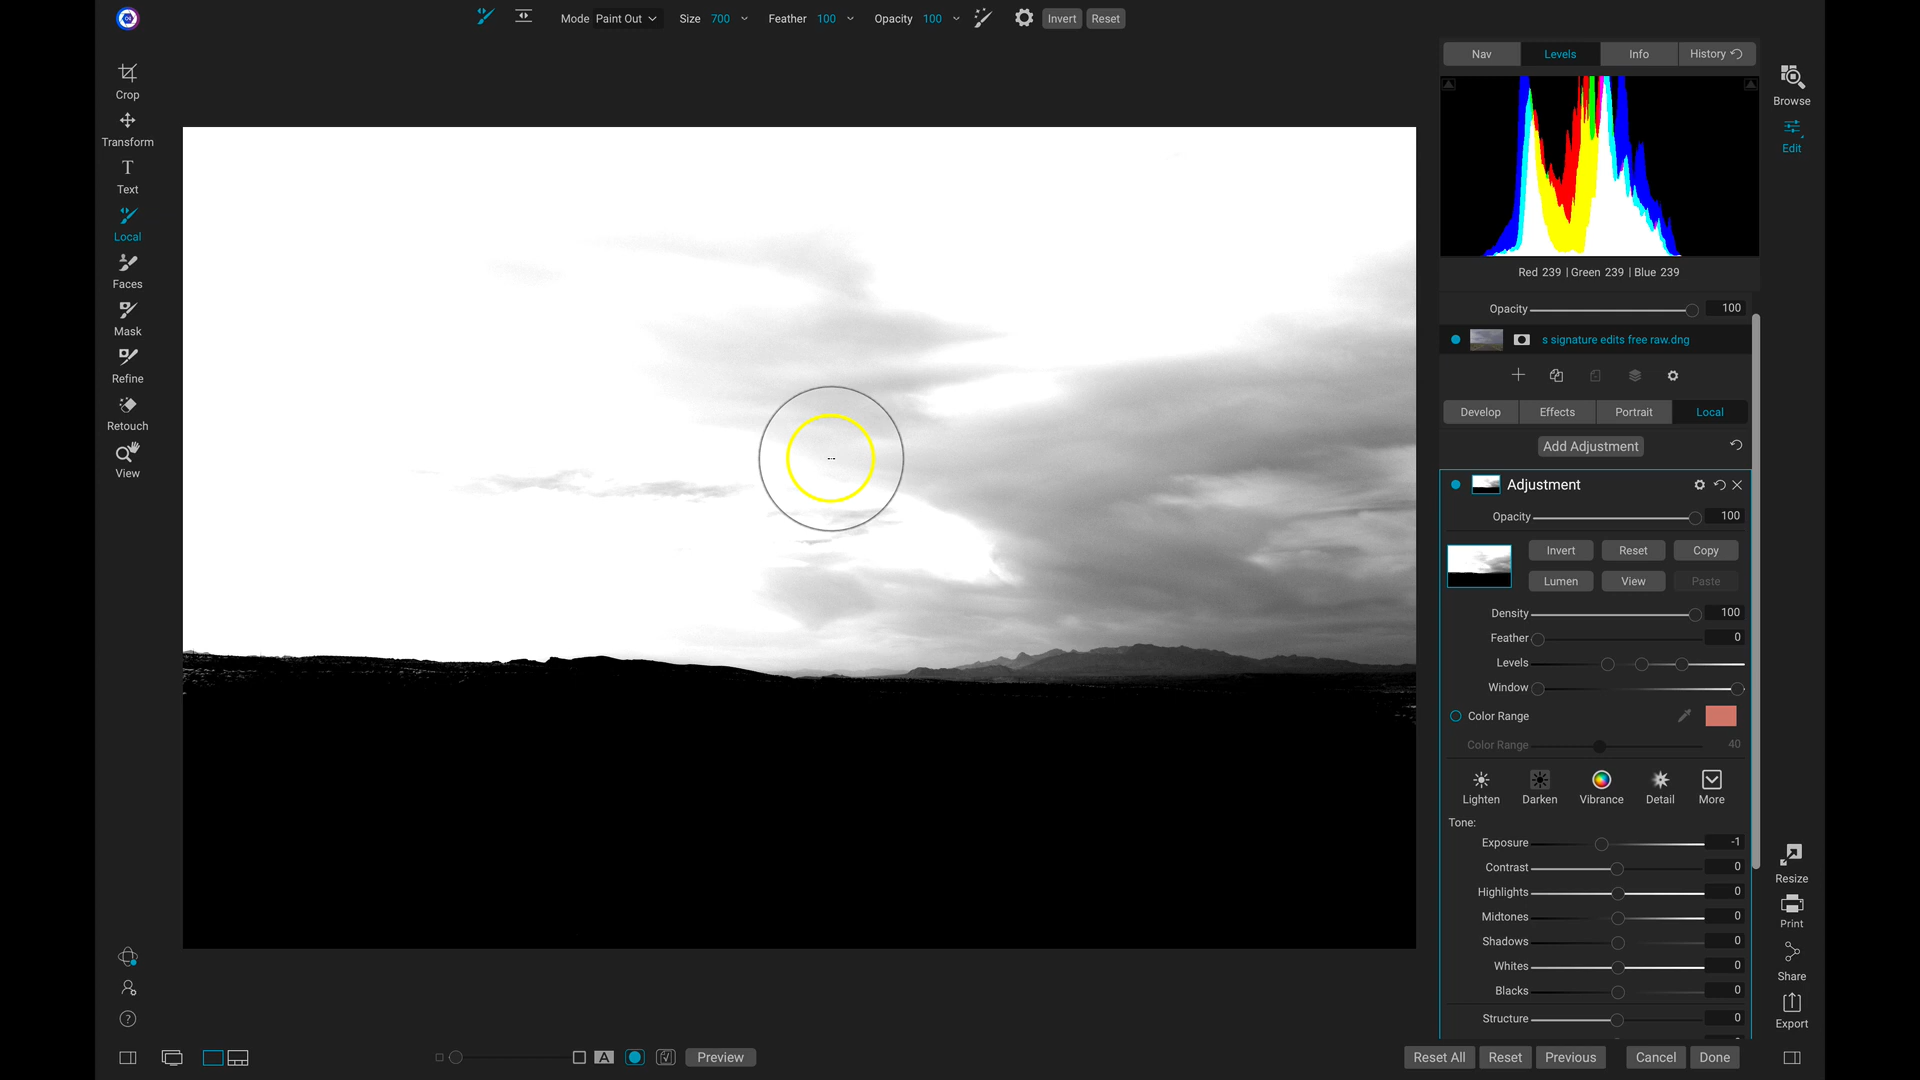 Mode Paint Out Size 700 Feather 100 Opacity 100 Invert Reset
Crop
Transform
Text
Local
Faces
Mask
Refine
Retouch
View
Nav Levels Info History
Red 239 | Green 239 | Blue 239
Opacity 100
s signature edits free raw.dng
Develop Effects Portrait Local
Add Adjustment
Adjustment
Opacity 100
Invert Reset Copy
Lumen View Paste
Density 100
Feather 0
Levels
Window
Color Range
Color Range 40
Lighten Darken Vibrance Detail More
Tone:
Exposure -1
Contrast 0
Highlights 0
Midtones 0
Shadows 0
Whites 0
Blacks 0
Structure 0
Browse
Edit
Resize
Print
Share
Export
A Preview
Reset All Reset Previous Cancel Done